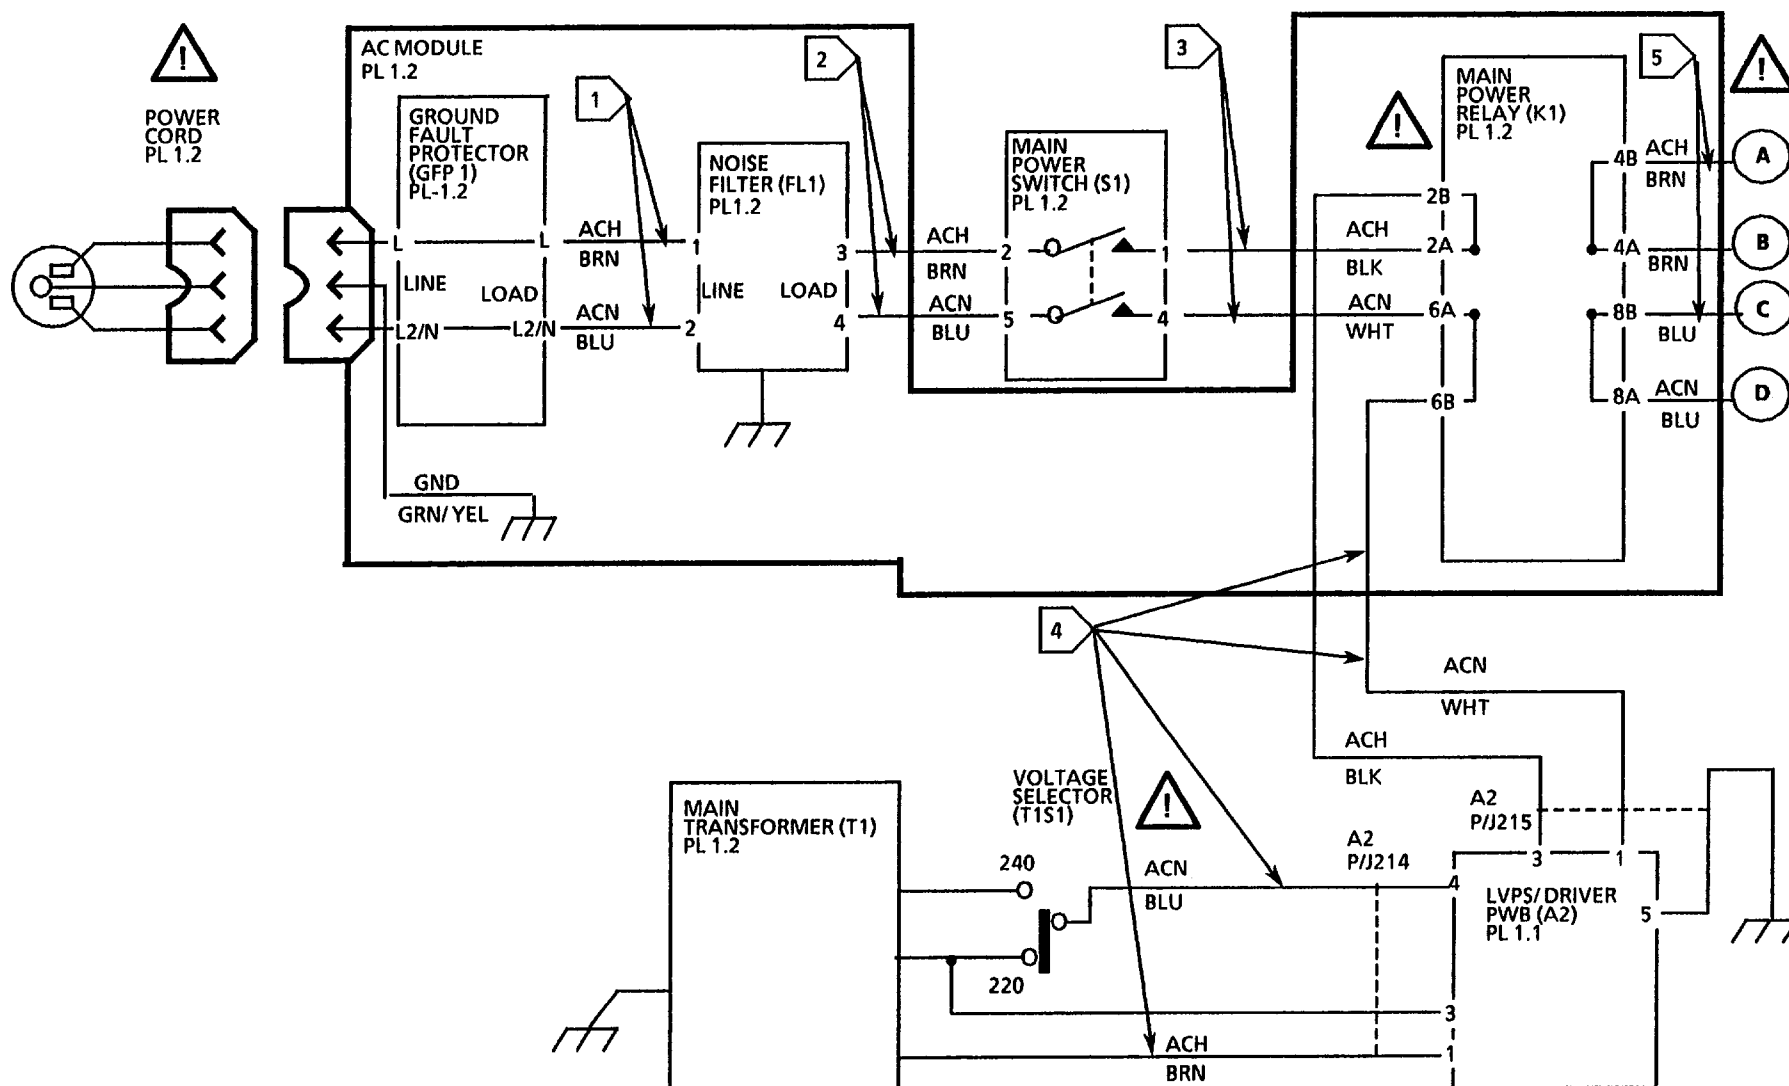 !
POWER
CORD
PL 1.2
AC MODULE
PL 1.2
GROUND
FAULT
PROTECTOR
(GFP 1)
PL-1.2
L
L
LINE
LOAD
L2/N
L2/N
1
ACH
BRN
ACN
BLU
GND
GRN/YEL
NOISE
FILTER (FL1)
PL1.2
1
3
LINE
LOAD
2
4
2
ACH
BRN
ACN
BLU
MAIN
POWER
SWITCH (S1)
PL 1.2
2
1
5
4
3
ACH
BLK
ACN
WHT
!
MAIN
POWER
RELAY (K1)
PL 1.2
2B
2A
6A
6B
4B
4A
8B
8A
5
!
ACH
BRN
A
BRN
B
BLU
C
ACN
BLU
D
4
ACN
WHT
ACH
BLK
MAIN
TRANSFORMER (T1)
PL 1.2
VOLTAGE
SELECTOR
(T1S1)
!
240
220
ACN
BLU
A2
P/J214
A2
P/J215
3
1
4
LVPS/DRIVER
PWB (A2)
PL 1.1
5
3
1
ACH
BRN